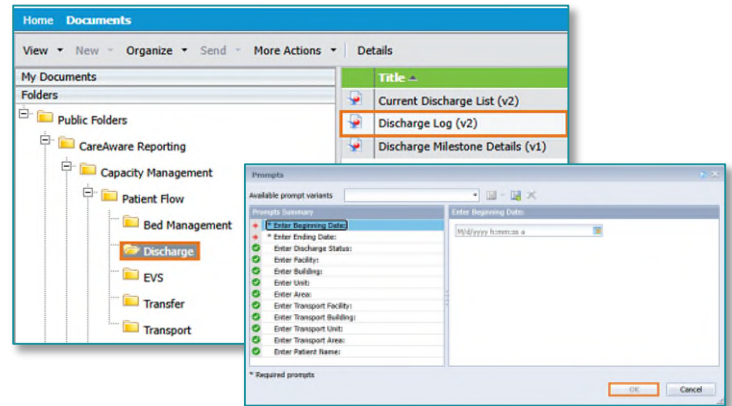 Home Documents
View New Organize Send More Actions Details
My Documents
Folders
Public Folders
CareAware Reporting
Capacity Management
Patient Flow
Bed Management
Discharge
EVS
Transfer
Transport
Title
Current Discharge List (v2)
Discharge Log (v2)
Discharge Milestone Details (v1)
Prompts
Available prompt variants
Prompts Summary
* Enter Beginning Date:
* Enter Ending Date:
Enter Discharge Status:
Enter Facility:
Enter Building:
Enter Unit:
Enter Area:
Enter Transport Facility:
Enter Transport Building:
Enter Transport Unit:
Enter Transport Area:
Enter Patient Name:
* Required prompts
Enter Beginning Date:
M/d/yyyy h:mm:ss a
OK Cancel